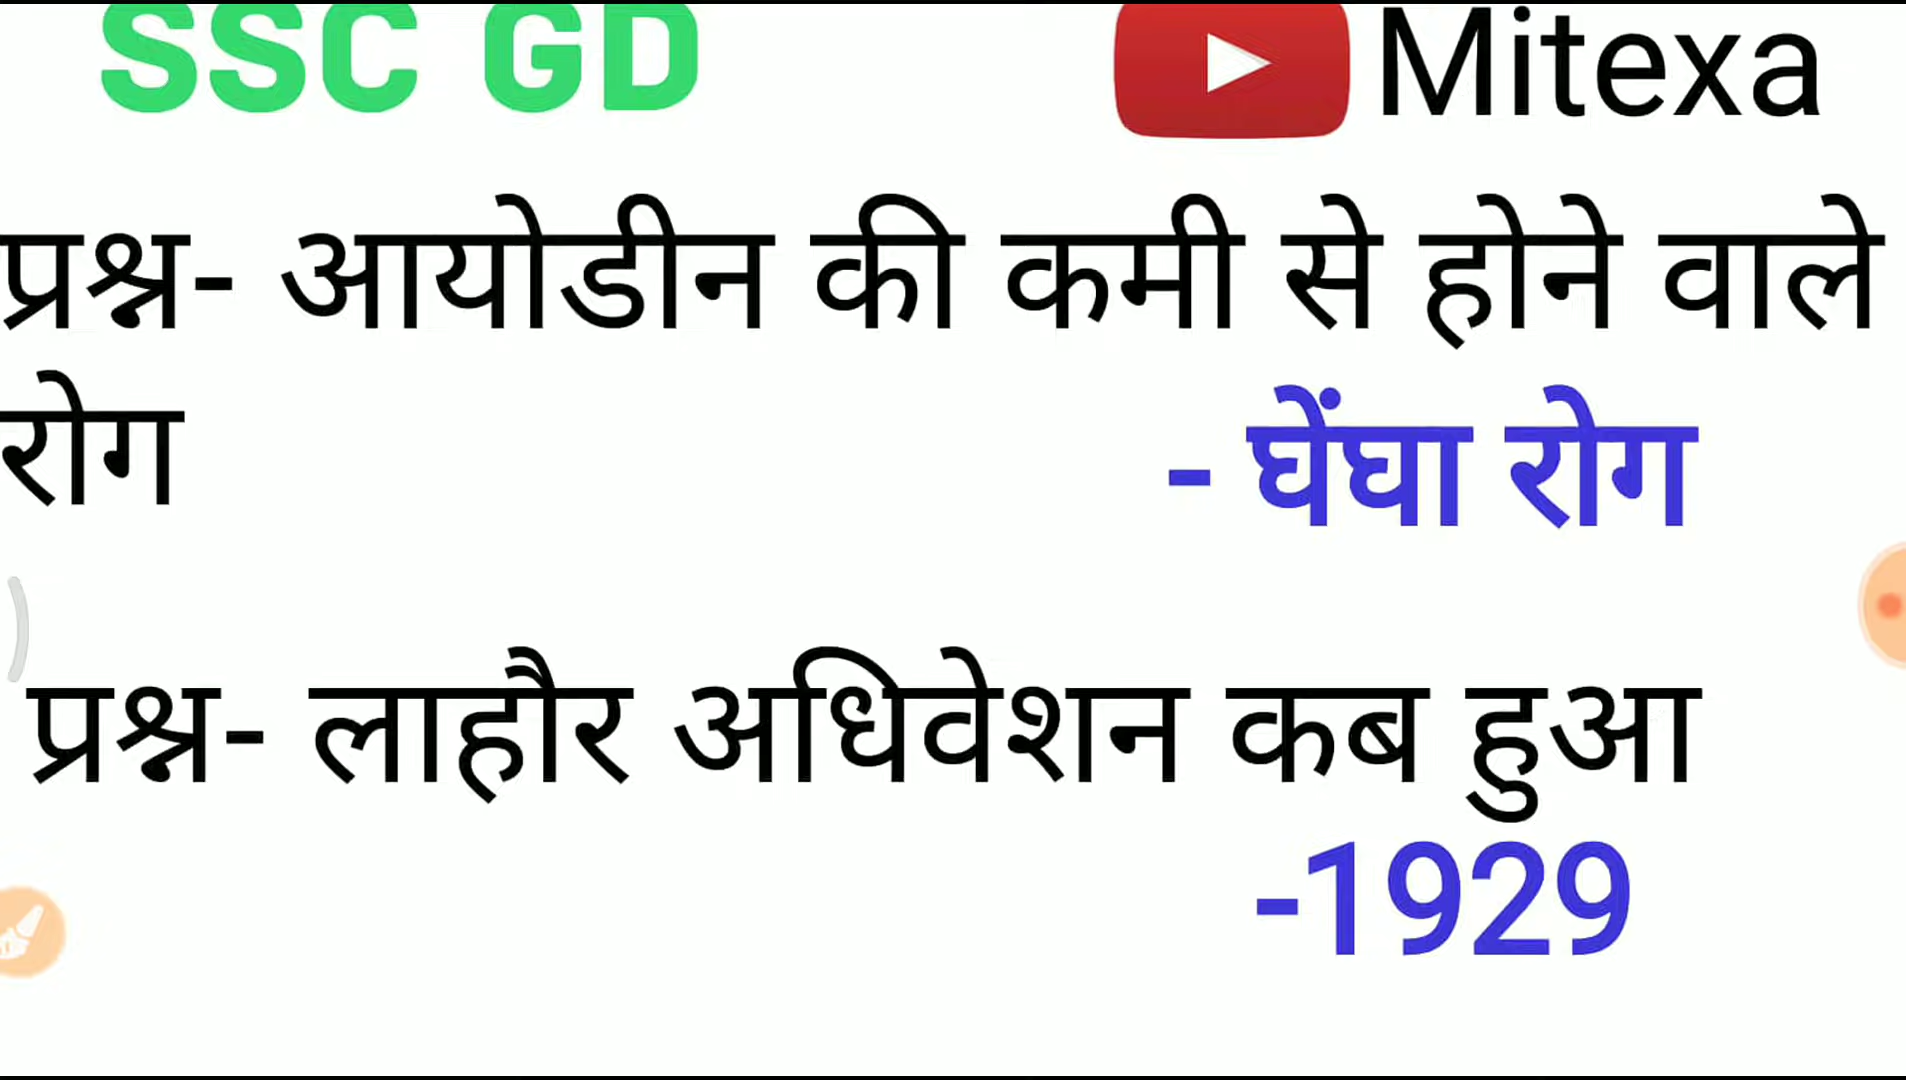 SSC GD
Mitexa
प्रश्न- आयोडीन की कमी से होने वाले
रोग
- घेंघा रोग
प्रश्न- लाहौर अधिवेशन कब हुआ
-1929